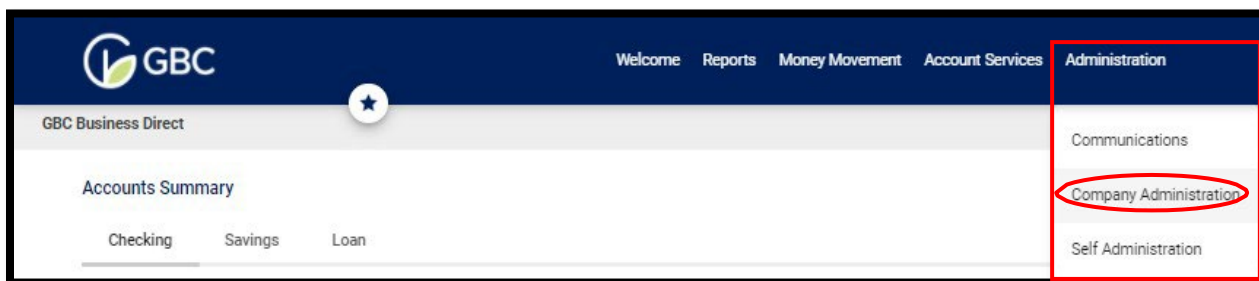 GBC
Welcome Reports Money Movement Account Services Administration
GBC Business Direct
Communications
Accounts Summary
Company Administration
Checking Savings Loan
Self Administration